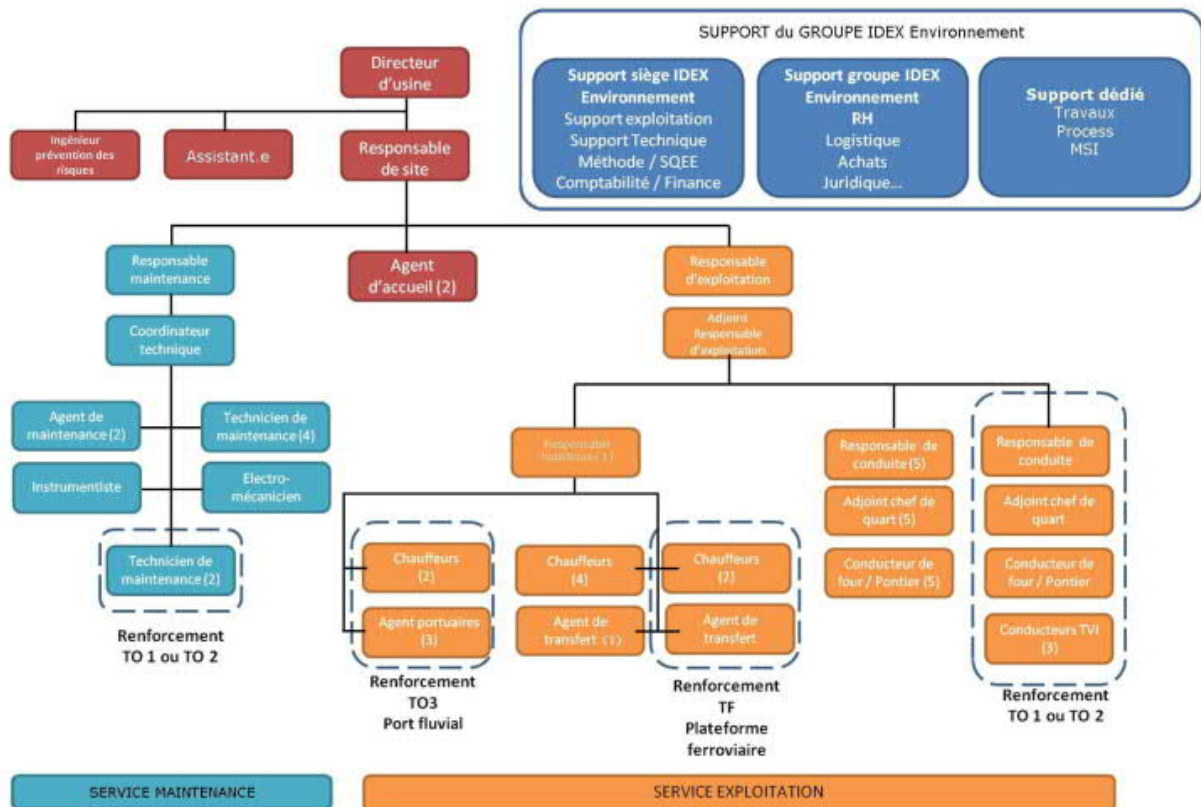 SUPPORT du GROUPE IDEX Environnement
Support siège IDEX
Environnement
Support exploitation
Support Technique
Méthode / SQEE
Comptabilité / Finance
Support groupe IDEX
Environnement
RH
Logistique
Achats
Juridique...
Support dédié
Travaux
Process
MSI
Directeur
d'usine
Ingénieur
prévention des
risques
Assistant.e
Responsable
de site
Responsable
maintenance
Agent
d'accueil (2)
Responsable
d'exploitation
Coordinateur
technique
Adjoint
Responsable
d'exploitation
Agent de
maintenance (2)
Technicien de
maintenance (4)
Instrumentiste
Electro-
mécanicien
Technicien de
maintenance (2)
Renforcement
TO 1 ou TO 2
Responsable
logistique (1)
Chauffeurs
(2)
Agent portuaires
(3)
Renforcement
TO3
Port fluvial
Chauffeurs
(4)
Agent de
transfert (1)
Chauffeurs
(2)
Agent de
transfert
Renforcement
TF
Plateforme
ferroviaire
Responsable de
conduite (5)
Adjoint chef de
quart (5)
Conducteur de
four / Pontier (5)
Responsable de
conduite
Adjoint chef de
quart
Conducteur de
four / Pontier
Conducteurs TVI
(3)
Renforcement
TO 1 ou TO 2
SERVICE MAINTENANCE
SERVICE EXPLOITATION